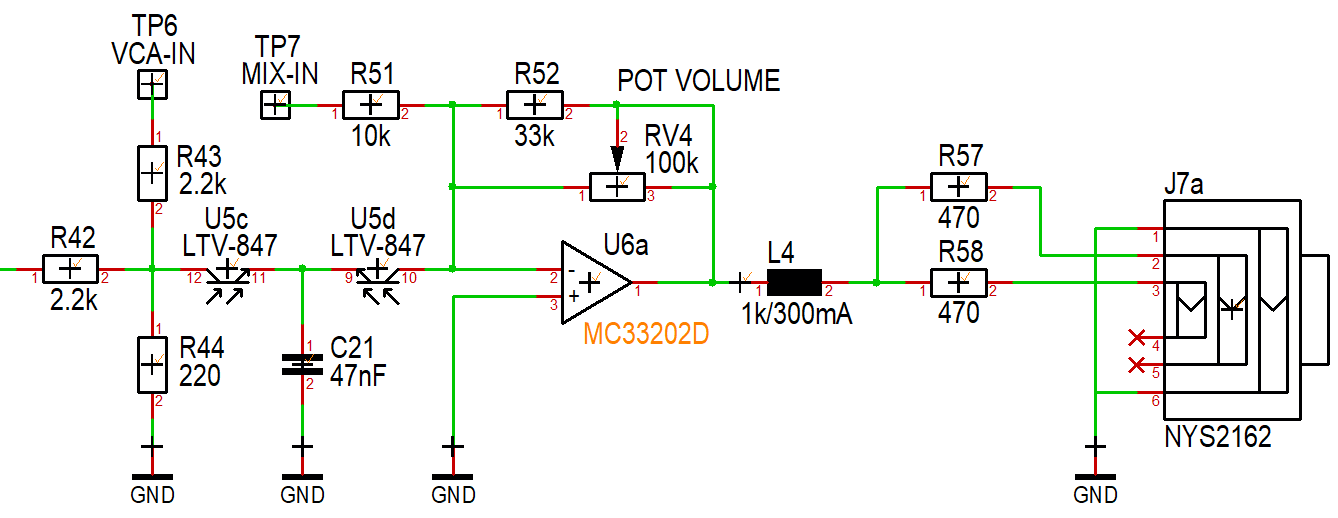 TP6
VCA-IN
TP7
MIX-IN
R51
1
2
10k
R52
1
2
33k
POT VOLUME
2
RV4
100k
1
3
1
R43
2.2k
2
R42
1
2
2.2k
U5c
LTV-847
12
11
U5d
LTV-847
9
10
U6a
2
-
3
+
1
MC33202D
L4
1
2
1k/300mA
R57
1
2
470
R58
1
2
470
J7a
1
2
3
4
5
6
NYS2162
1
R44
220
2
1
C21
47nF
2
GND
GND
GND
GND